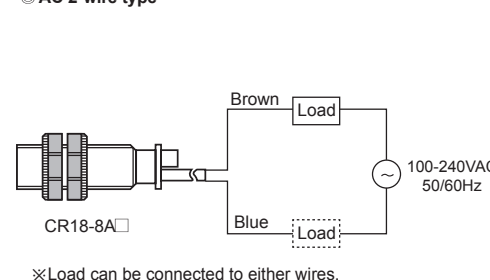 ◎ AC 2-wire type
Brown
Load
100-240VAC
50/60Hz
Blue
Load
CR18-8A□
※Load can be connected to either wires.